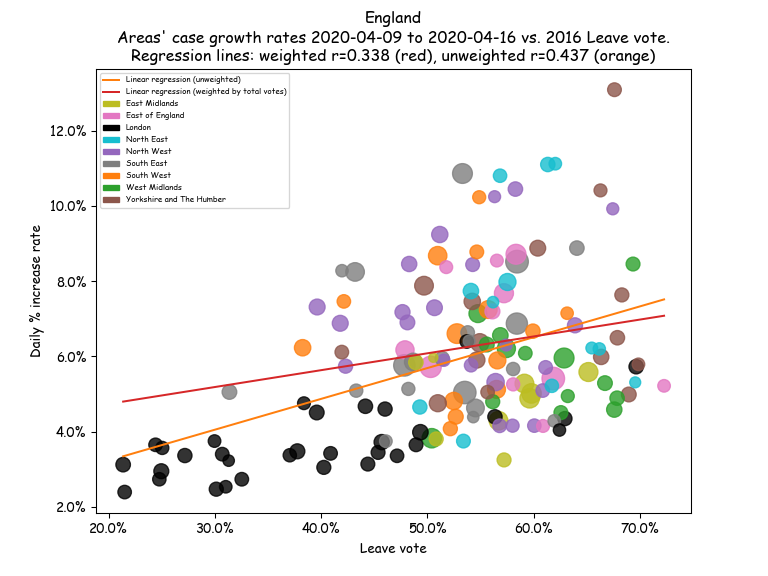 England
Areas' case growth rates 2020-04-09 to 2020-04-16 vs. 2016 Leave vote.
Regression lines: weighted r=0.338 (red), unweighted r=0.437 (orange)
Linear regression (unweighted)
Linear regression (weighted by total votes)
East Midlands
East of England
London
North East
North West
South East
South West
West Midlands
Yorkshire and The Humber
Daily % increase rate
12.0%
10.0%
8.0%
6.0%
4.0%
2.0%
20.0% 30.0% 40.0% 50.0% 60.0% 70.0%
Leave vote